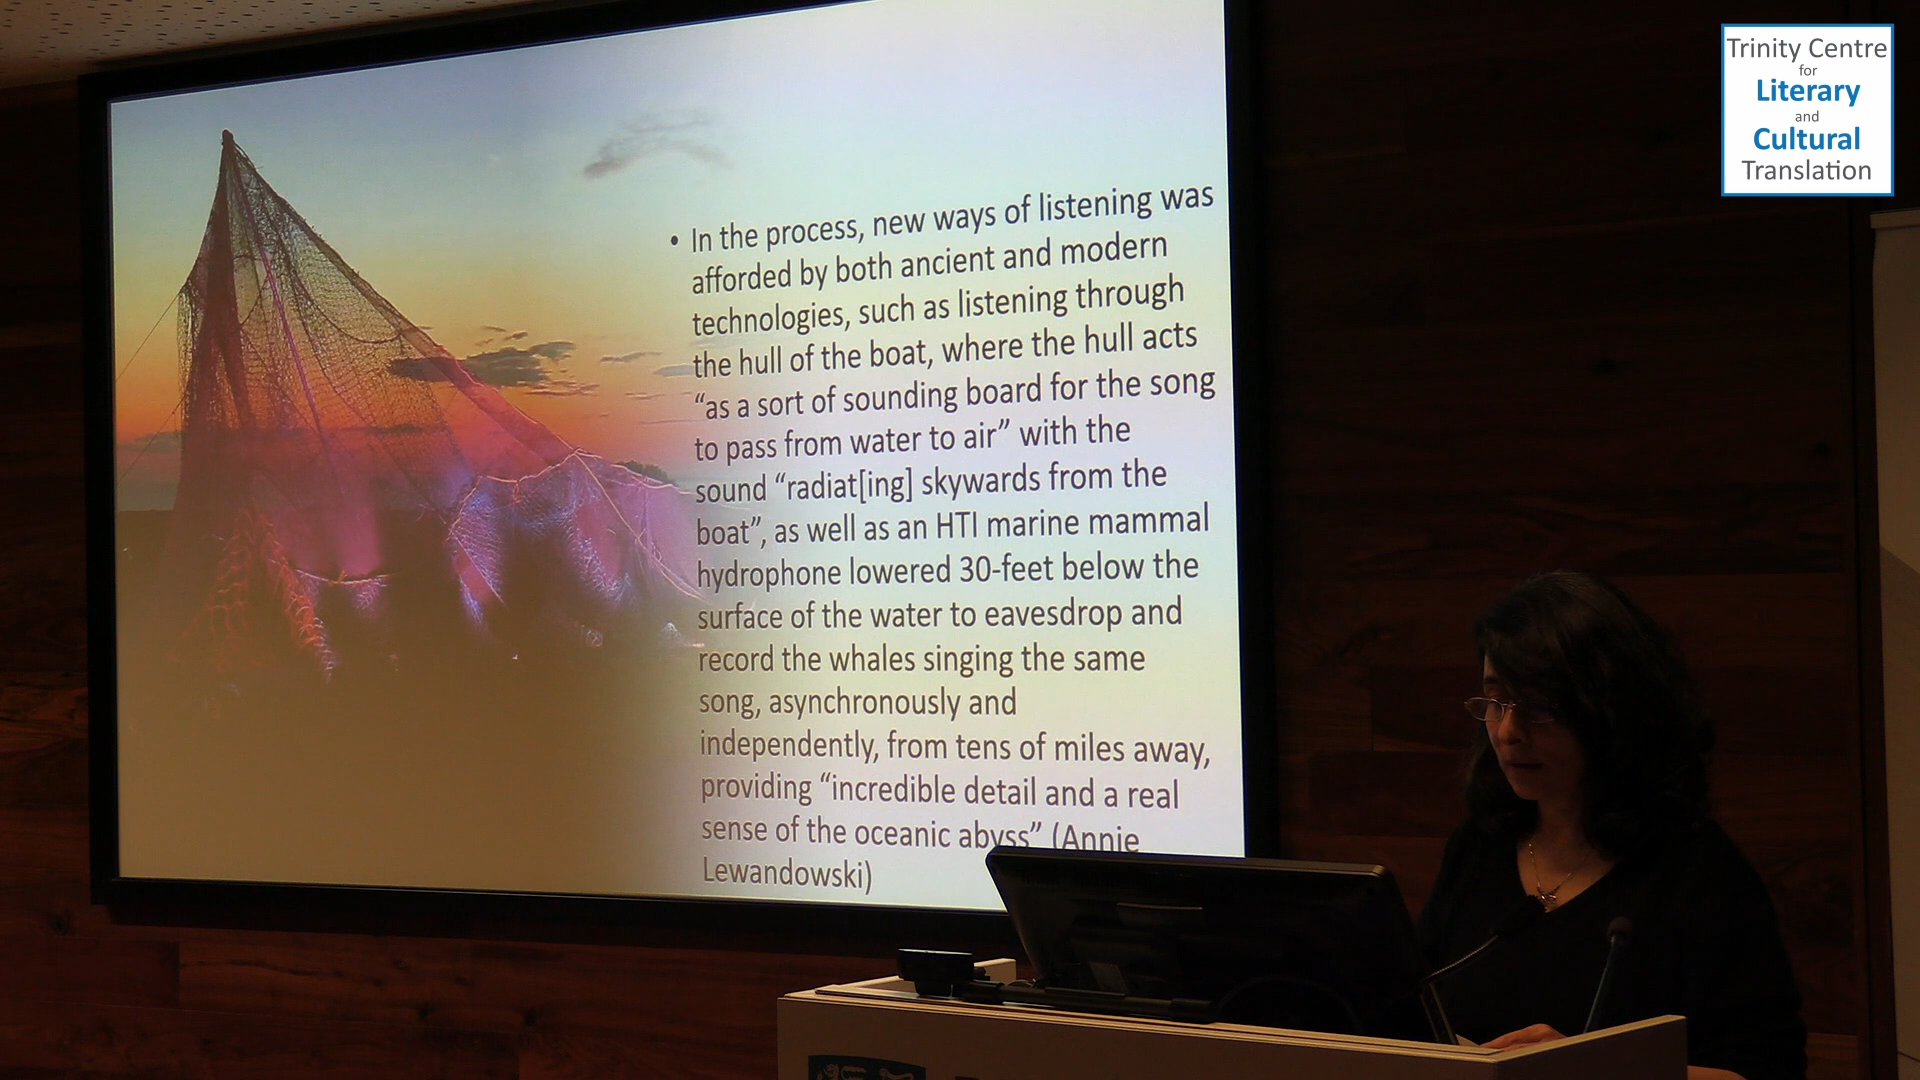 Trinity Centre
for
Literary
and
Cultural
Translation
• In the process, new ways of listening was
afforded by both ancient and modern
technologies, such as listening through
the hull of the boat, where the hull acts
“as a sort of sounding board for the song
to pass from water to air” with the
sound “radiat[ing] skywards from the
boat”, as well as an HTI marine mammal
hydrophone lowered 30-feet below the
surface of the water to eavesdrop and
record the whales singing the same
song, asynchronously and
independently, from tens of miles away,
providing “incredible detail and a real
sense of the oceanic abyss” (Annie
Lewandowski)